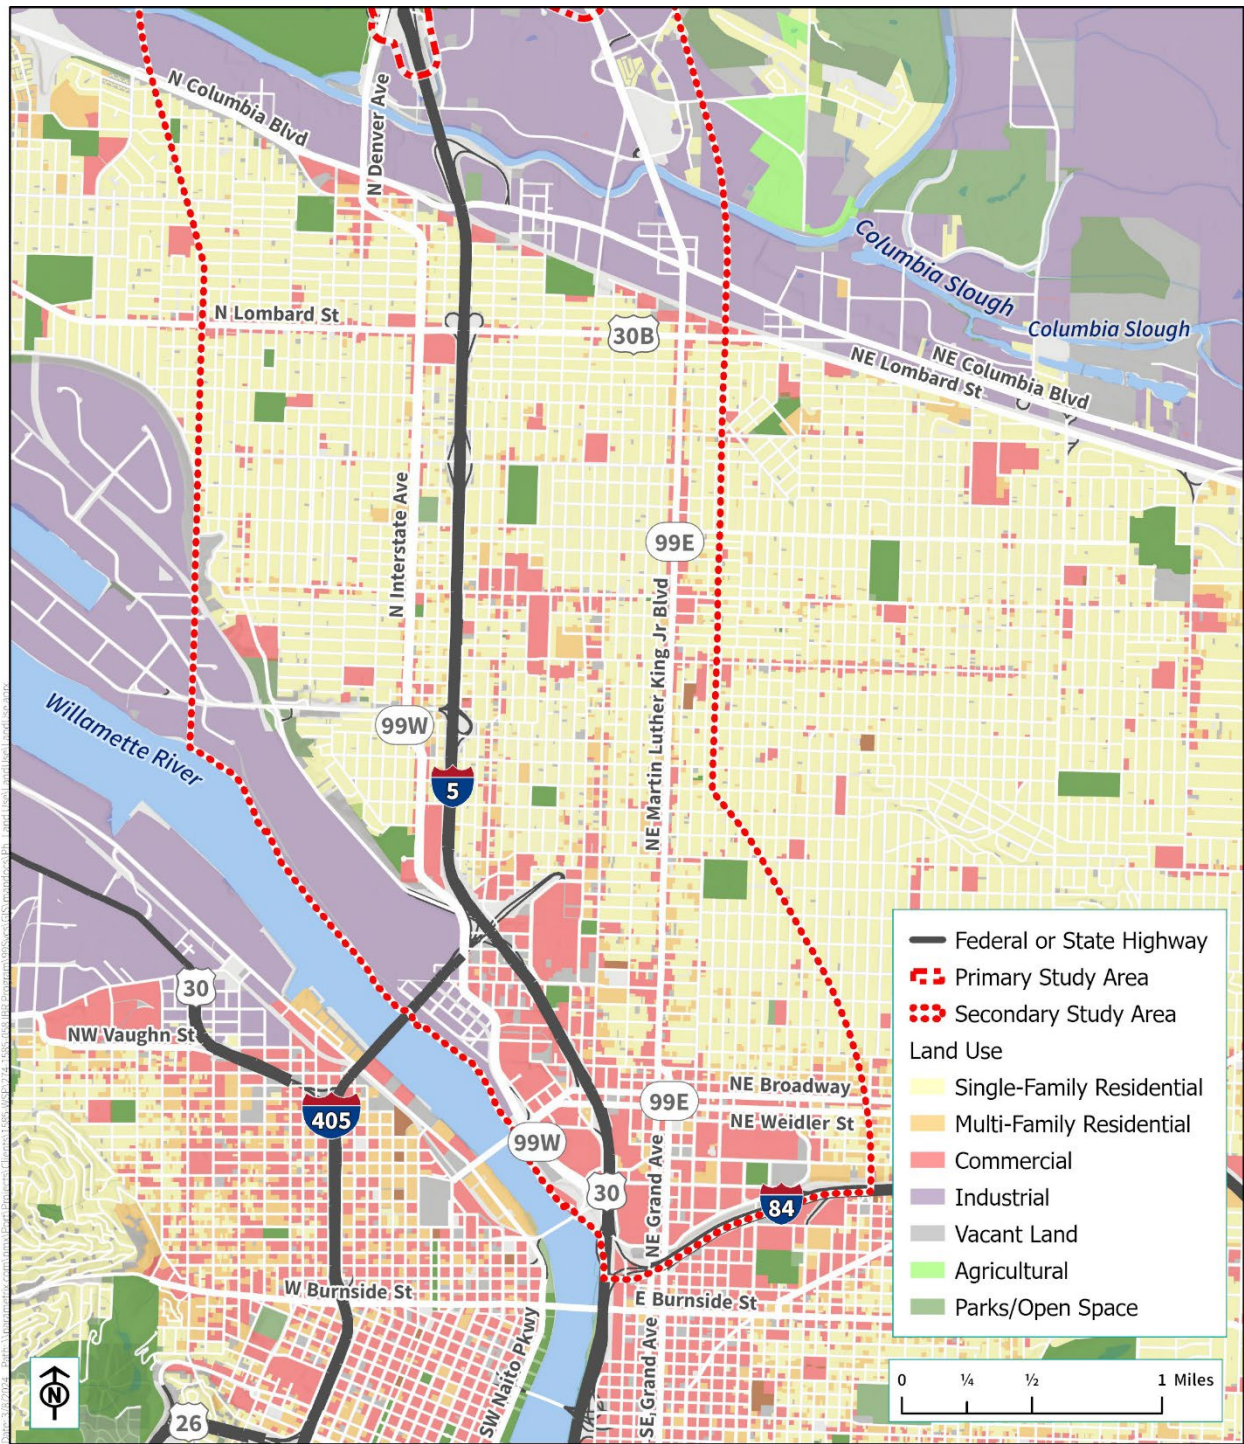 N Columbia Blvd
N Denver Ave
Columbia Slough
Columbia Slough
N Lombard St
30B
NE Columbia Blvd
NE Lombard St
N Interstate Ave
99E
NE Martin Luther King Jr Blvd
Willamette River
99W
5
30
NW Vaughn St
405
NE Broadway
99E
NE Weidler St
99W
30
NE Grand Ave
84
W Burnside St
E Burnside St
SW Naito Pkwy
SE Grand Ave
26
N
Federal or State Highway
Primary Study Area
Secondary Study Area
Land Use
Single-Family Residential
Multi-Family Residential
Commercial
Industrial
Vacant Land
Agricultural
Parks/Open Space
0 ¼ ½ 1 Miles
Date: 3/8/2024